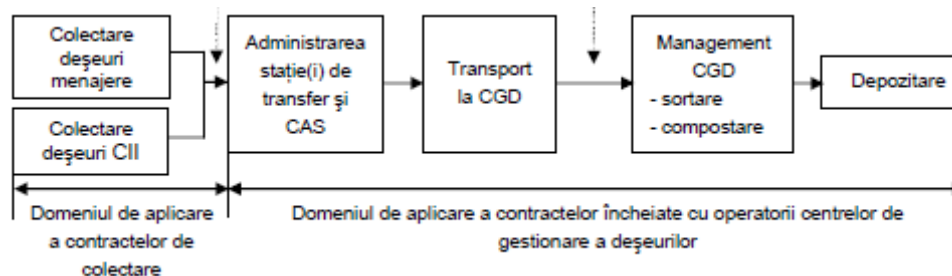 Colectare
deşeuri
menajere
Colectare
deşeuri CII
Administrarea
staţie(i) de
transfer şi
CAS
Transport
la CGD
Management
CGD
- sortare
- compostare
Depozitare
Domeniul de aplicare
a contractelor de
colectare
Domeniul de aplicare a contractelor încheiate cu operatorii centrelor de
gestionare a deşeurilor